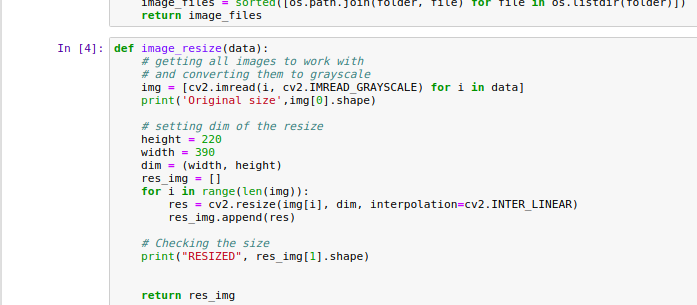 image_files = sorted([os.path.join(folder, file) for file in os.listdir(folder)])
return image_files
In [4]: def image_resize(data):
# getting all images to work with
# and converting them to grayscale
img = [cv2.imread(i, cv2.IMREAD_GRAYSCALE) for i in data]
print('Original size',img[0].shape)
# setting dim of the resize
height = 220
width = 390
dim = (width, height)
res_img = []
for i in range(len(img)):
res = cv2.resize(img[i], dim, interpolation=cv2.INTER_LINEAR)
res_img.append(res)
# Checking the size
print("RESIZED", res_img[1].shape)
return res_img